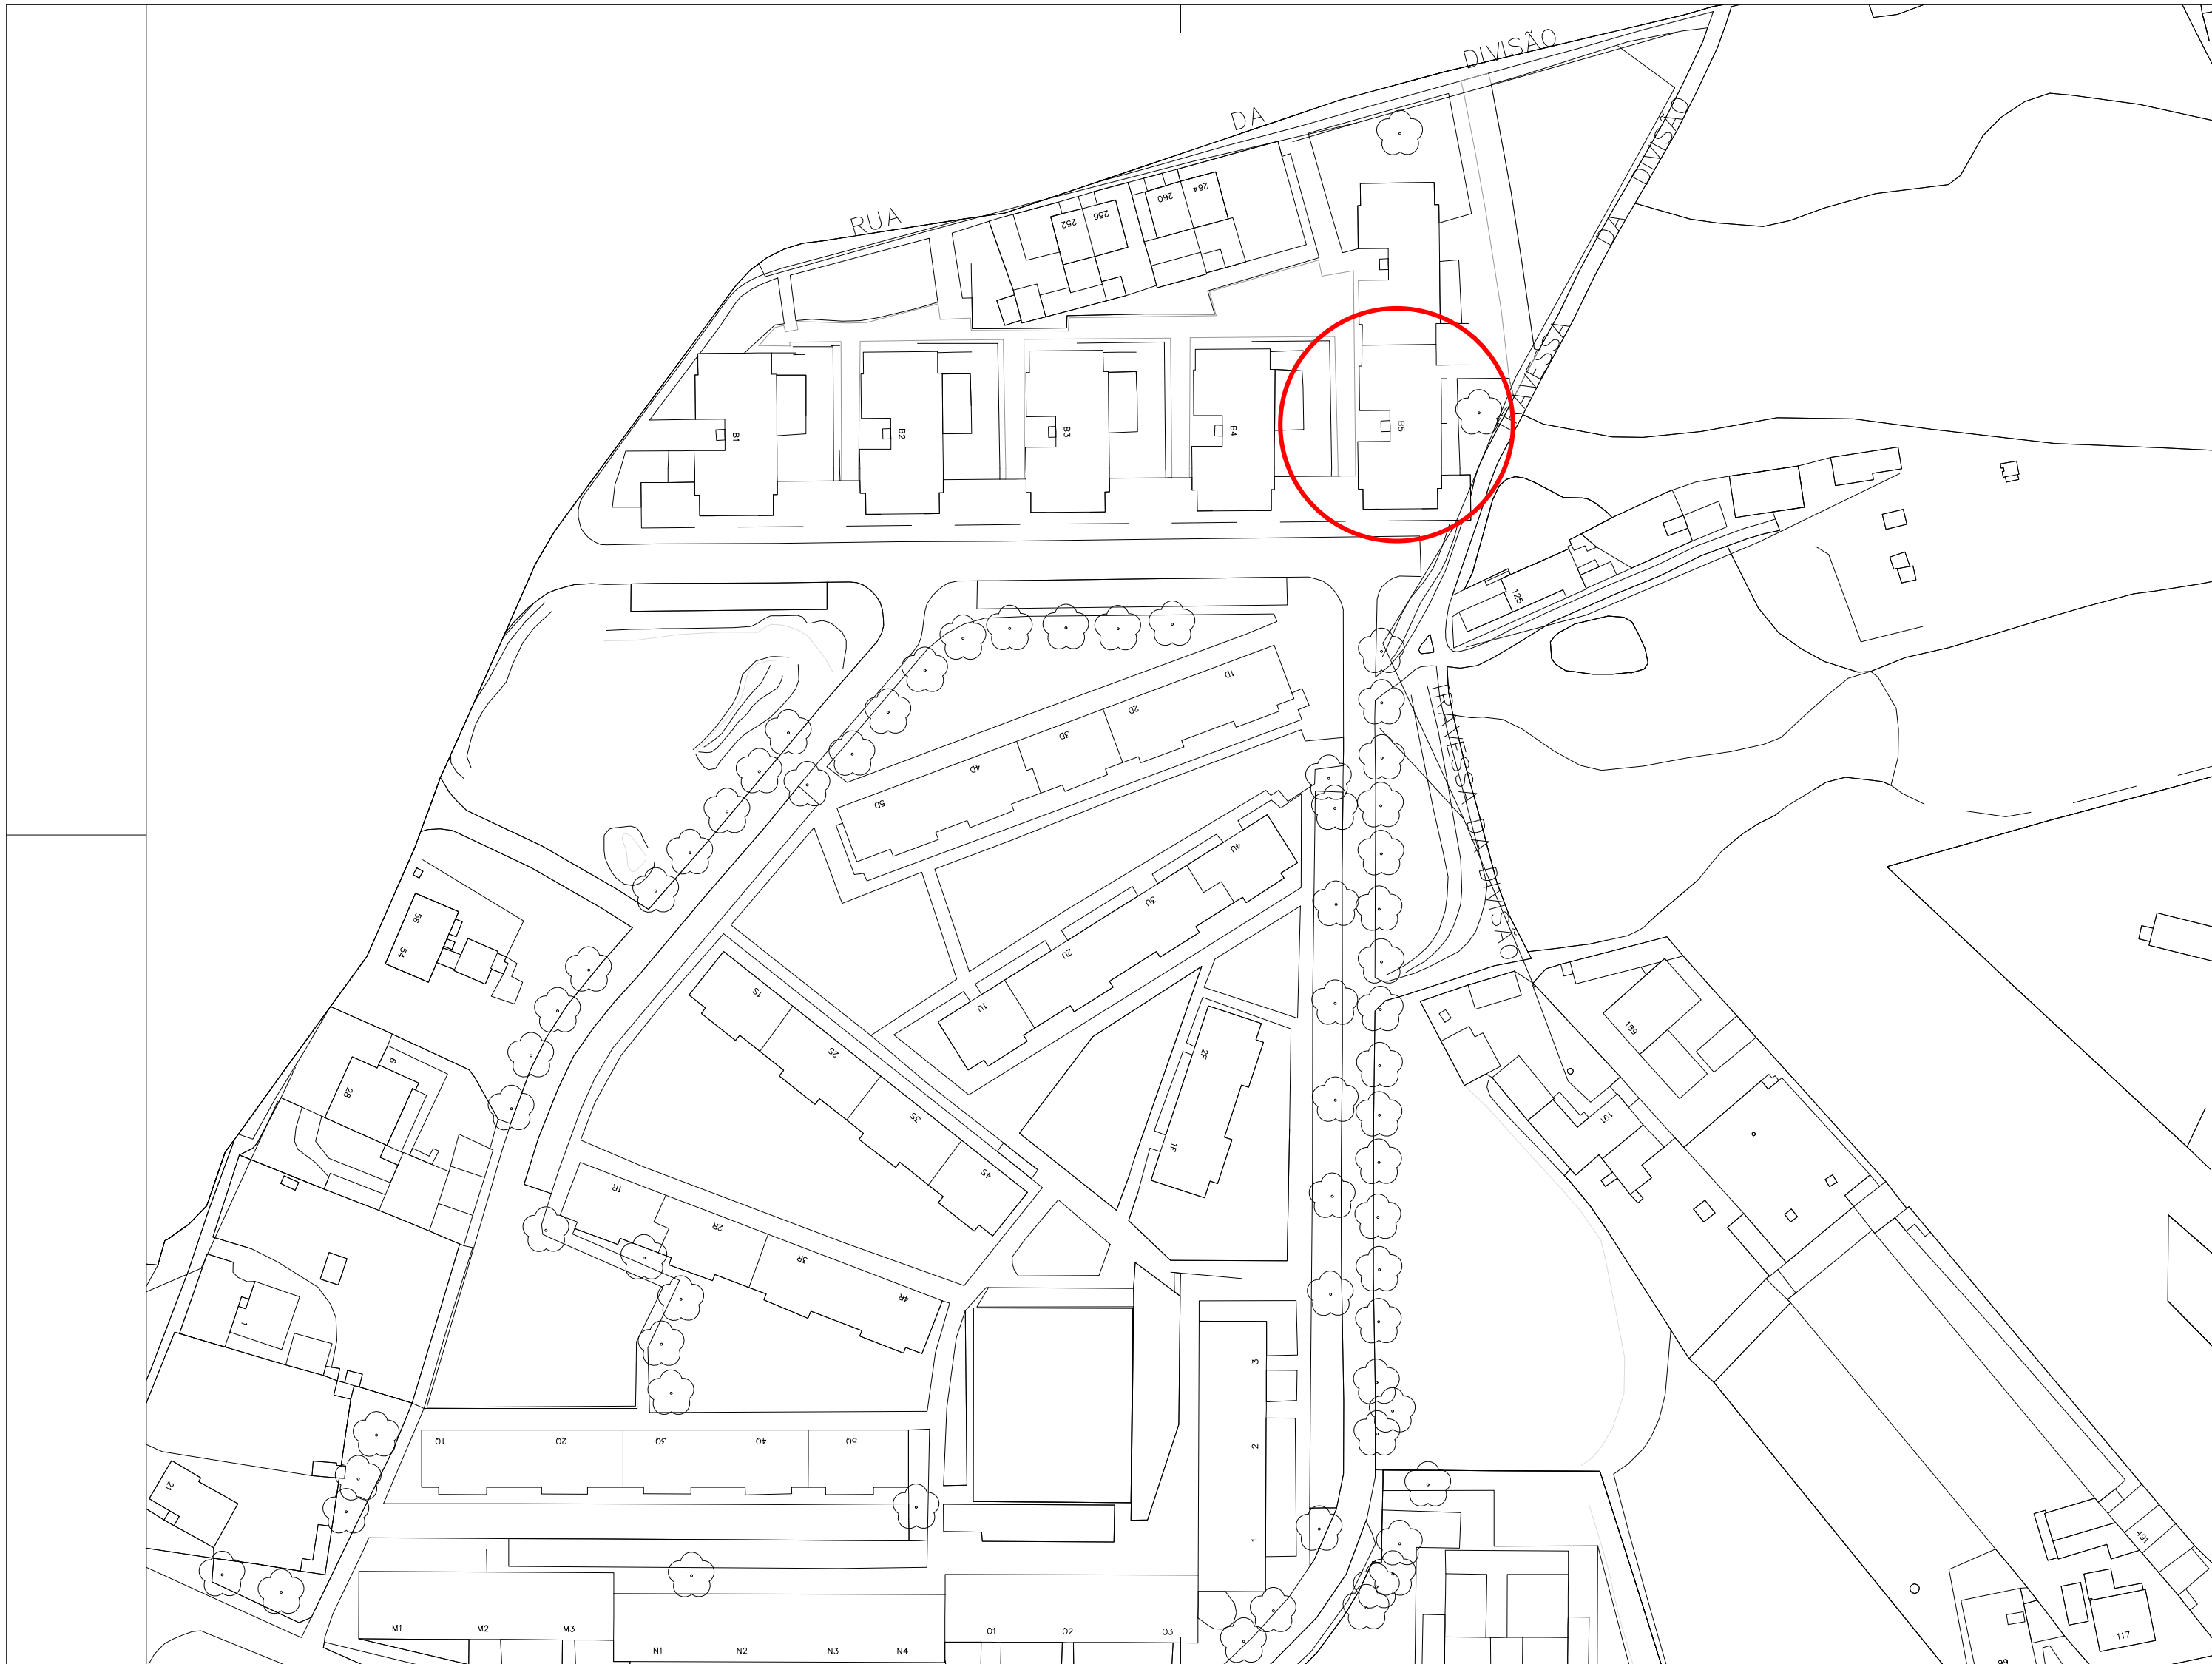 RUA DA DIVISÃO
TRAVESSA DA DIVISÃO
252
256
260
264
B1
B2
B3
B4
B5
125
TRAVESSA DA DIVISÃO
1D
2D
3D
4D
5D
4U
3U
2U
1U
56
54
1S
2S
3S
4S
2F
1F
6
28
189
191
1R
2R
3R
4R
1
3
2
1
1Q
2Q
3Q
4Q
5Q
21
491
M1
M2
M3
N1
N2
N3
N4
O1
O2
O3
117
99